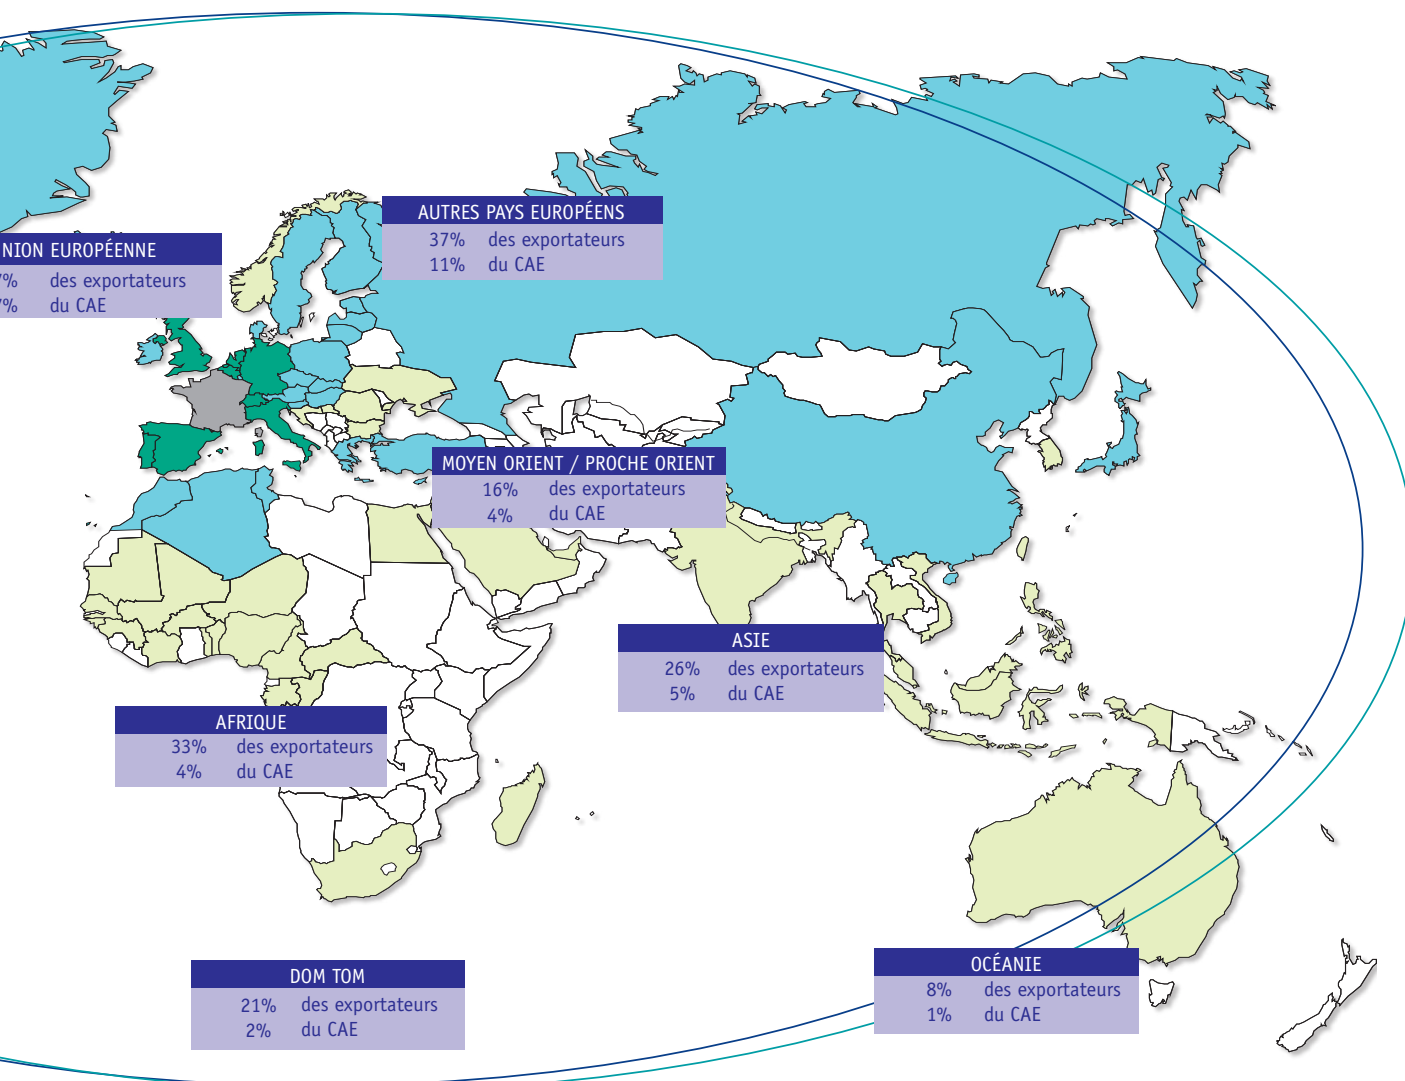 AUTRES PAYS EUROPÉENS
37% des exportateurs
11% du CAE
NION EUROPÉENNE
7% des exportateurs
7% du CAE
MOYEN ORIENT / PROCHE ORIENT
16% des exportateurs
4% du CAE
ASIE
26% des exportateurs
5% du CAE
AFRIQUE
33% des exportateurs
4% du CAE
DOM TOM
21% des exportateurs
2% du CAE
OCÉANIE
8% des exportateurs
1% du CAE